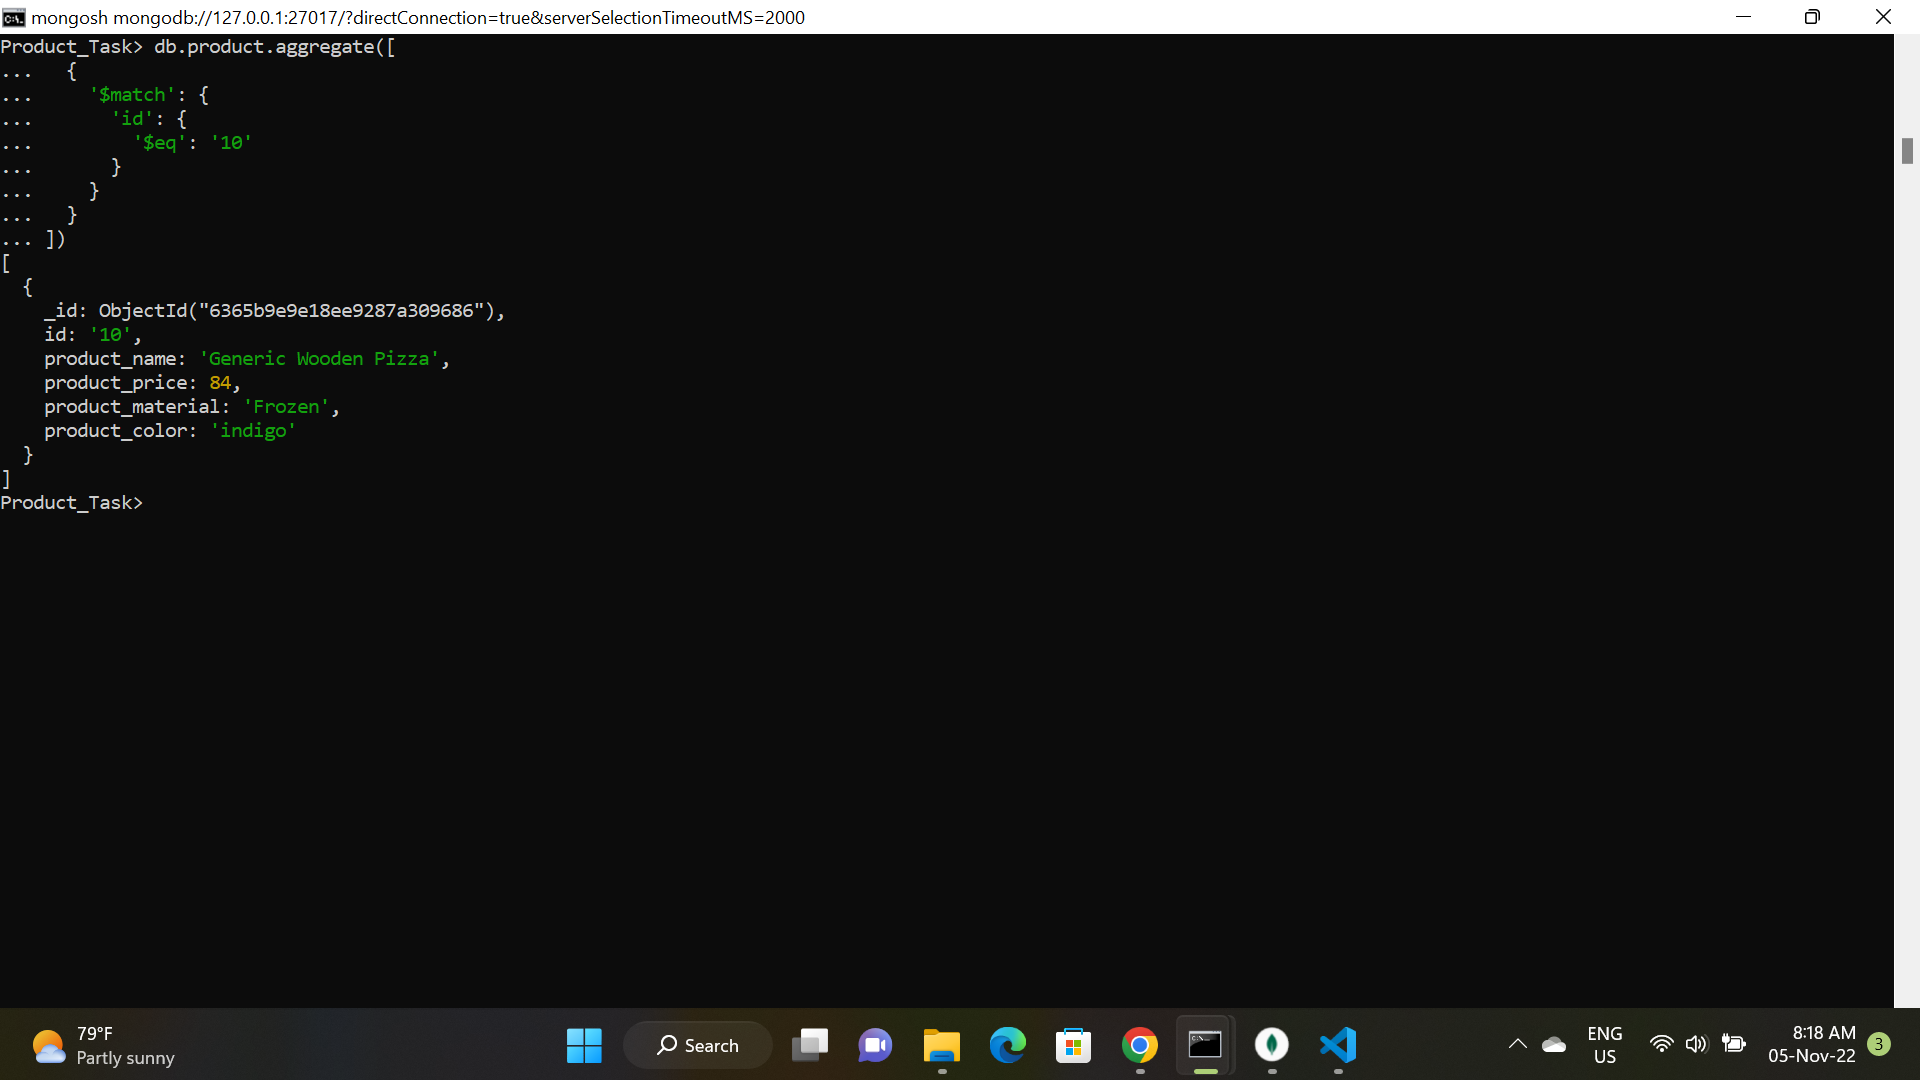 mongosh mongodb://127.0.0.1:27017/?directConnection=true&serverSelectionTimeoutMS=2000
Product_Task> db.product.aggregate([
...   {
...     '$match': {
...       'id': {
...         '$eq': '10'
...       }
...     }
...   }
... ])
[
  {
    _id: ObjectId("6365b9e9e18ee9287a309686"),
    id: '10',
    product_name: 'Generic Wooden Pizza',
    product_price: 84,
    product_material: 'Frozen',
    product_color: 'indigo'
  }
]
Product_Task>
79°F
Partly sunny
Search
ENG
US
8:18 AM
05-Nov-22
3